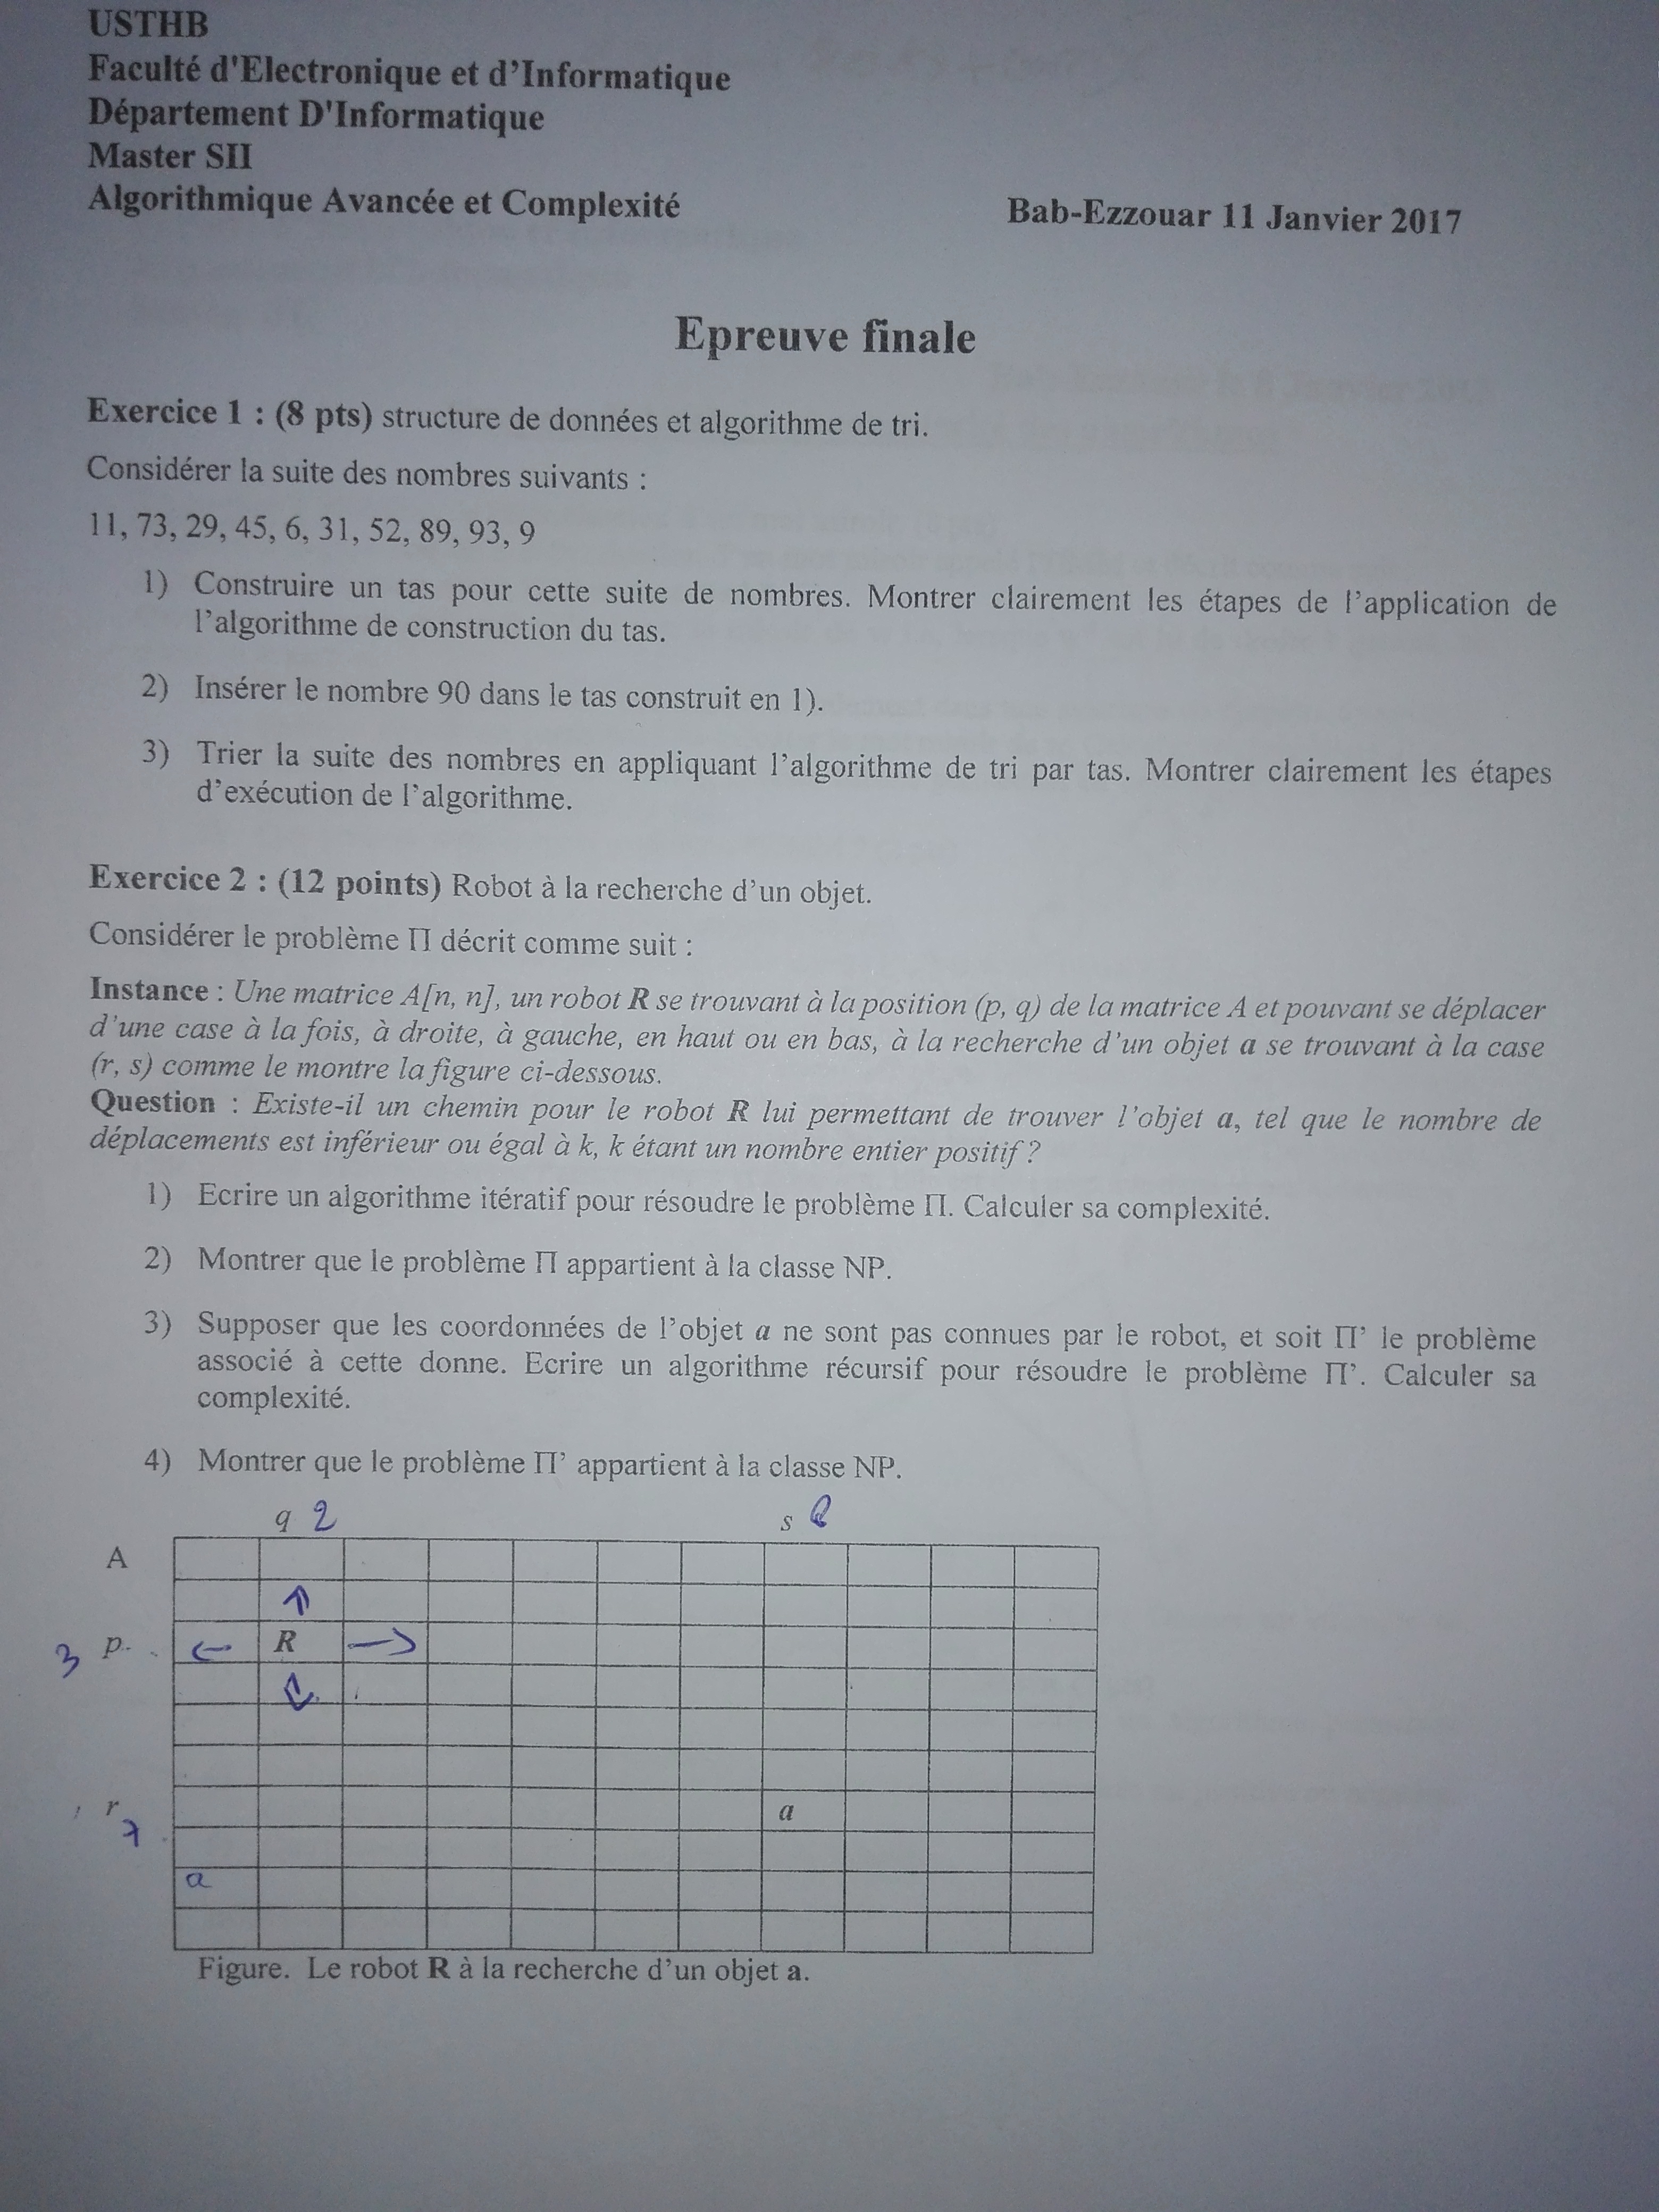 USTHB
Faculté d'Electronique et d'Informatique
Département D'Informatique
Master SII
Algorithmique Avancée et Complexité Bab-Ezzouar 11 Janvier 2017
Epreuve finale
Exercice 1 : (8 pts) structure de données et algorithme de tri.
Considérer la suite des nombres suivants :
11, 73, 29, 45, 6, 31, 52, 89, 93, 9
1) Construire un tas pour cette suite de nombres. Montrer clairement les étapes de l'application de
l'algorithme de construction du tas.
2) Insérer le nombre 90 dans le tas construit en 1).
3) Trier la suite des nombres en appliquant l'algorithme de tri par tas. Montrer clairement les étapes
d'exécution de l'algorithme.
Exercice 2 : (12 points) Robot à la recherche d'un objet.
Considérer le problème Π décrit comme suit :
Instance : Une matrice A[n, n], un robot R se trouvant à la position (p, q) de la matrice A et pouvant se déplacer
d'une case à la fois, à droite, à gauche, en haut ou en bas, à la recherche d'un objet a se trouvant à la case
(r, s) comme le montre la figure ci-dessous.
Question : Existe-il un chemin pour le robot R lui permettant de trouver l'objet a, tel que le nombre de
déplacements est inférieur ou égal à k, k étant un nombre entier positif ?
1) Ecrire un algorithme itératif pour résoudre le problème Π. Calculer sa complexité.
2) Montrer que le problème Π appartient à la classe NP.
3) Supposer que les coordonnées de l'objet a ne sont pas connues par le robot, et soit Π' le problème
associé à cette donne. Ecrire un algorithme récursif pour résoudre le problème Π'. Calculer sa
complexité.
4) Montrer que le problème Π' appartient à la classe NP.
q 2 s
A
3 p R
r a
7
a
Figure. Le robot R à la recherche d'un objet a.